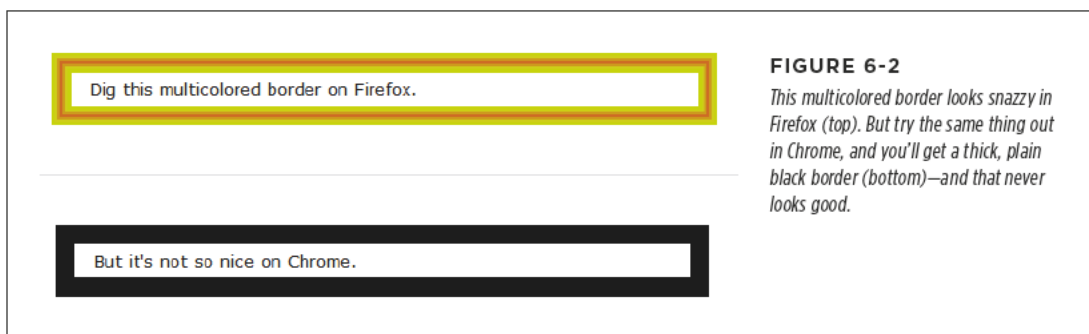 Dig this multicolored border on Firefox.
But it's not so nice on Chrome.
FIGURE 6-2
This multicolored border looks snazzy in
Firefox (top). But try the same thing out
in Chrome, and you'll get a thick, plain
black border (bottom)—and that never
looks good.